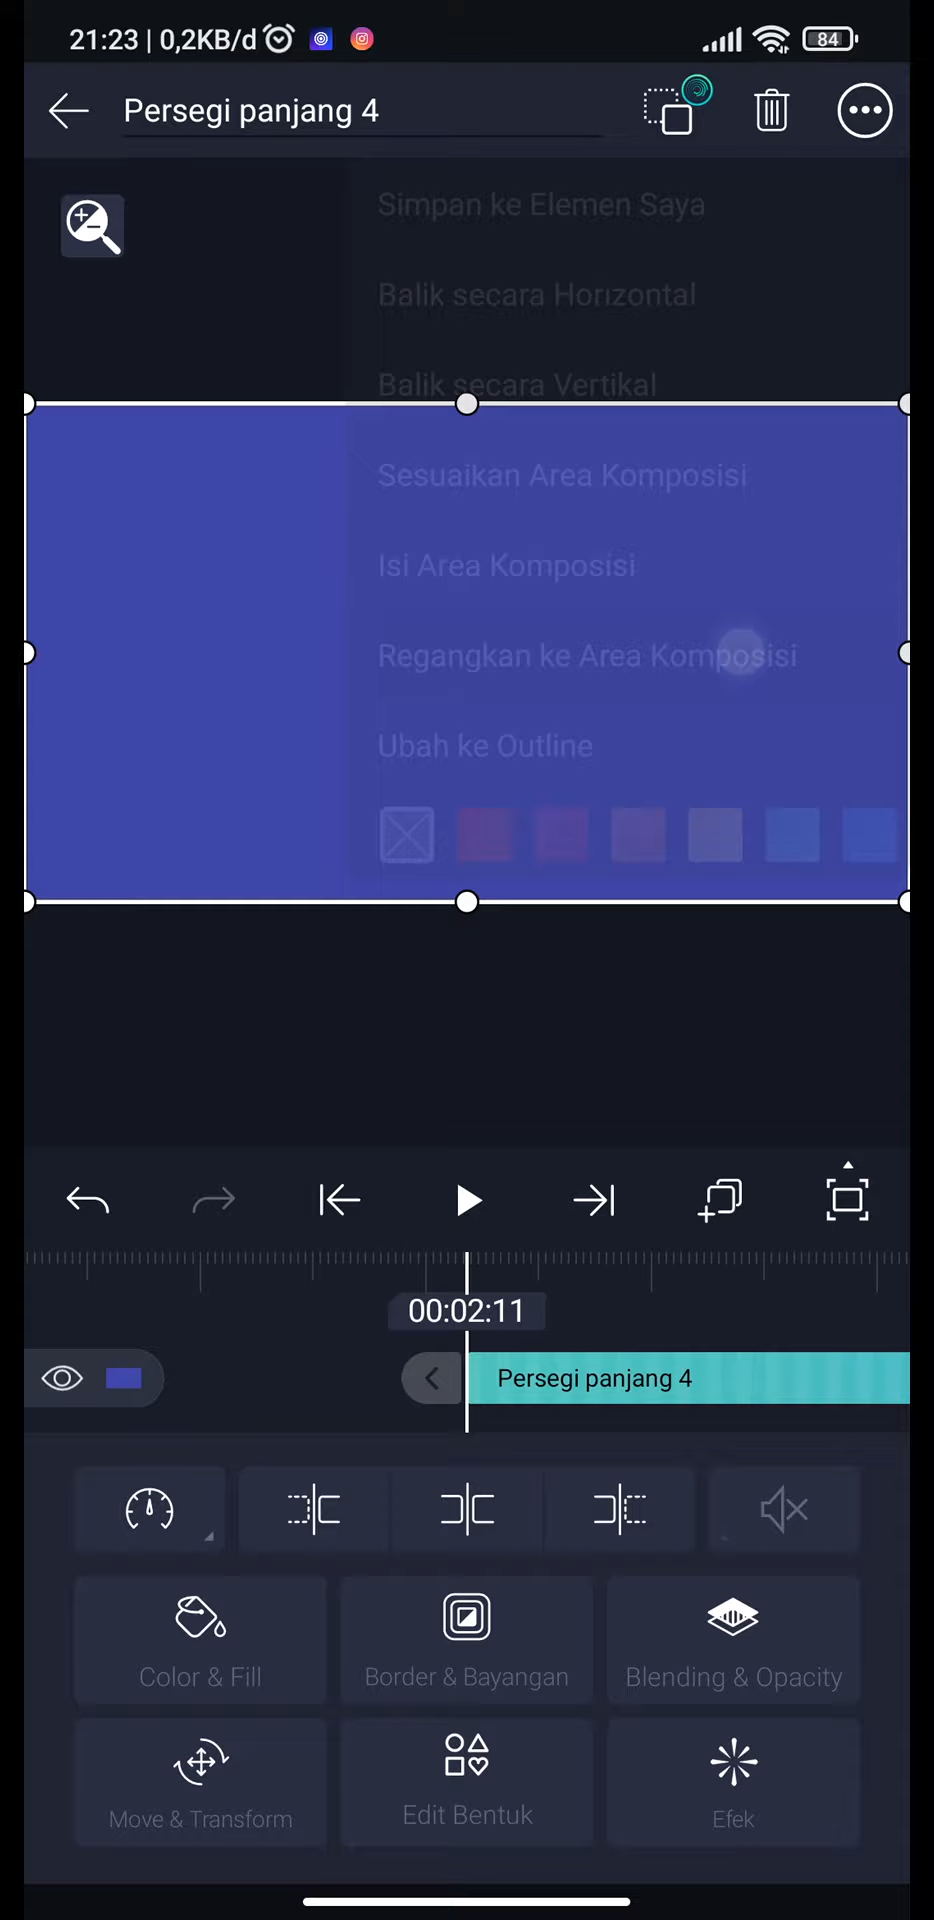 21:23 | 0,2KB/d
84
Persegi panjang 4
Simpan ke Elemen Saya
Balik secara Horizontal
Balik secara Vertikal
Sesuaikan Area Komposisi
Isi Area Komposisi
Regangkan ke Area Komposisi
Ubah ke Outline
00:02:11
Persegi panjang 4
Color & Fill
Border & Bayangan
Blending & Opacity
Move & Transform
Edit Bentuk
Efek